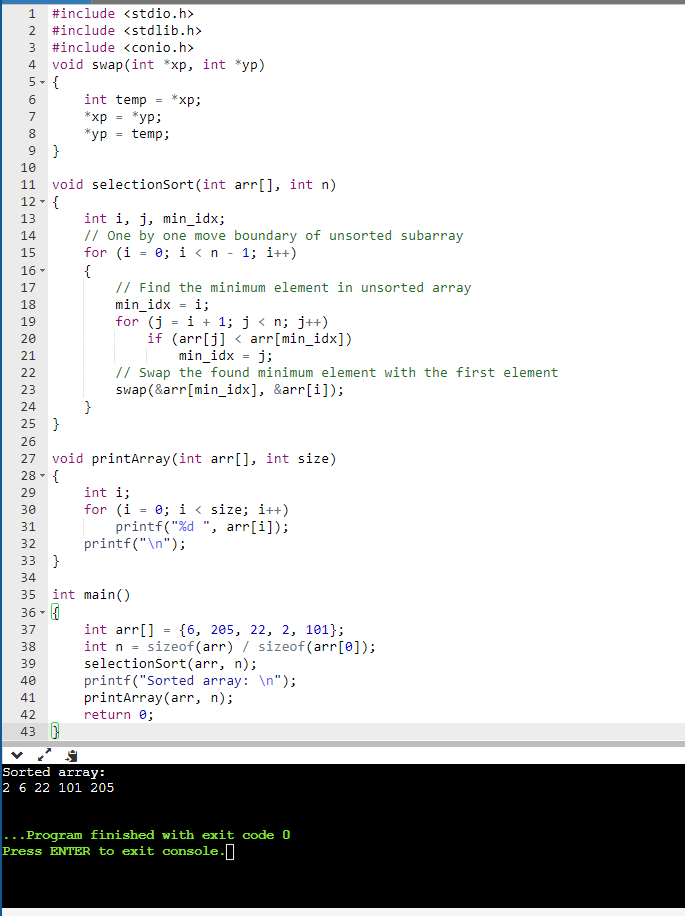 1 #include <stdio.h>
2 #include <stdlib.h>
3 #include <conio.h>
4 void swap(int *xp, int *yp)
5 {
6     int temp = *xp;
7     *xp = *yp;
8     *yp = temp;
9 }
10
11 void selectionSort(int arr[], int n)
12 {
13     int i, j, min_idx;
14     // One by one move boundary of unsorted subarray
15     for (i = 0; i < n - 1; i++)
16     {
17         // Find the minimum element in unsorted array
18         min_idx = i;
19         for (j = i + 1; j < n; j++)
20             if (arr[j] < arr[min_idx])
21                 min_idx = j;
22         // Swap the found minimum element with the first element
23         swap(&arr[min_idx], &arr[i]);
24     }
25 }
26
27 void printArray(int arr[], int size)
28 {
29     int i;
30     for (i = 0; i < size; i++)
31         printf("%d ", arr[i]);
32     printf("\n");
33 }
34
35 int main()
36 {
37     int arr[] = {6, 205, 22, 2, 101};
38     int n = sizeof(arr) / sizeof(arr[0]);
39     selectionSort(arr, n);
40     printf("Sorted array: \n");
41     printArray(arr, n);
42     return 0;
43 }
Sorted array:
2 6 22 101 205
...Program finished with exit code 0
Press ENTER to exit console.